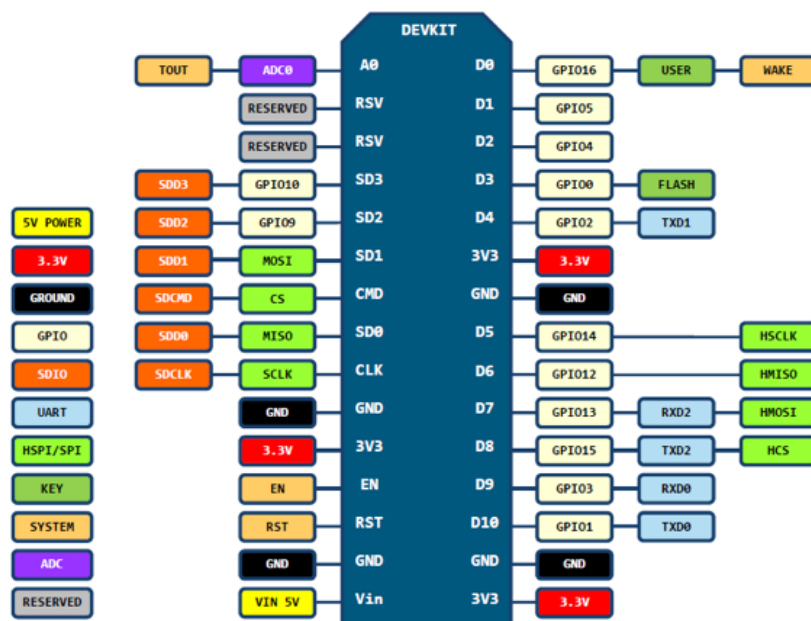 DEVKIT
TOUT ADC0 A0 D0 GPIO16 USER WAKE
RESERVED RSV D1 GPIO5
RESERVED RSV D2 GPIO4
SDD3 GPIO10 SD3 D3 GPIO0 FLASH
5V POWER SDD2 GPIO9 SD2 D4 GPIO2 TXD1
3.3V SDD1 MOSI SD1 3V3 3.3V
GROUND SDCMD CS CMD GND GND
GPIO SDD0 MISO SD0 D5 GPIO14 HSCLK
SDIO SDCLK SCLK CLK D6 GPIO12 HMISO
UART GND GND D7 GPIO13 RXD2 HMOSI
HSPI/SPI 3.3V 3V3 D8 GPIO15 TXD2 HCS
KEY EN EN D9 GPIO3 RXD0
SYSTEM RST RST D10 GPIO1 TXD0
ADC GND GND GND GND
RESERVED VIN 5V Vin 3V3 3.3V